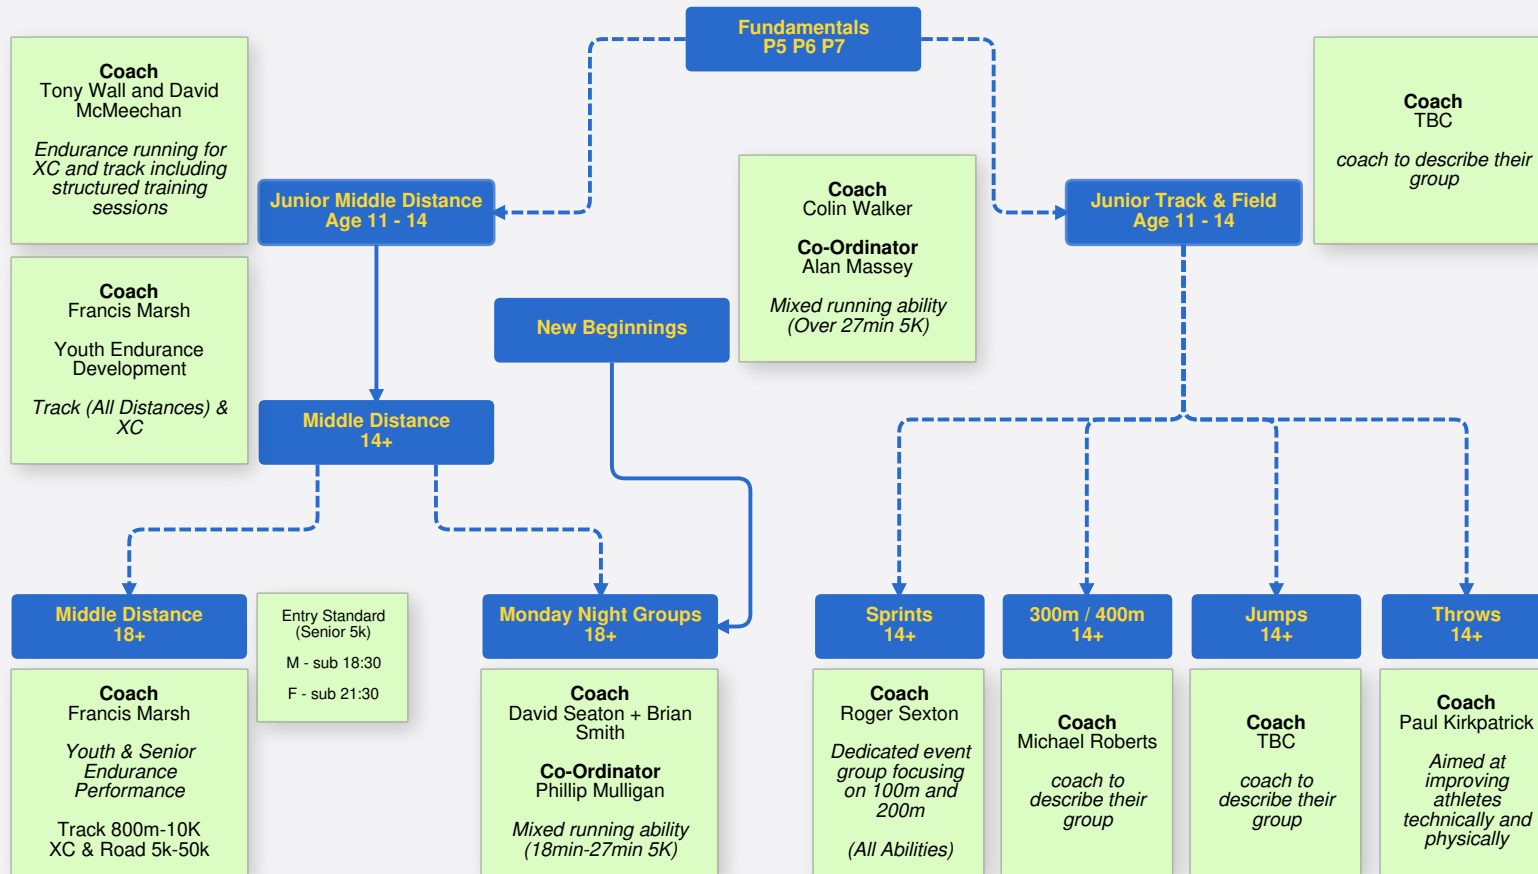 Fundamentals
P5 P6 P7
Coach
Tony Wall and David
McMeechan
Endurance running for
XC and track including
structured training
sessions
Junior Middle Distance
Age 11 - 14
Coach
Colin Walker
Co-Ordinator
Alan Massey
Mixed running ability
(Over 27min 5K)
Junior Track & Field
Age 11 - 14
Coach
TBC
coach to describe their
group
Coach
Francis Marsh
Youth Endurance
Development
Track (All Distances) &
XC
New Beginnings
Middle Distance
14+
Middle Distance
18+
Entry Standard
(Senior 5k)
M - sub 18:30
F - sub 21:30
Monday Night Groups
18+
Sprints
14+
300m / 400m
14+
Jumps
14+
Throws
14+
Coach
Francis Marsh
Youth & Senior
Endurance
Performance
Track 800m-10K
XC & Road 5k-50k
Coach
David Seaton + Brian
Smith
Co-Ordinator
Phillip Mulligan
Mixed running ability
(18min-27min 5K)
Coach
Roger Sexton
Dedicated event
group focusing
on 100m and
200m
(All Abilities)
Coach
Michael Roberts
coach to
describe their
group
Coach
TBC
coach to
describe their
group
Coach
Paul Kirkpatrick
Aimed at
improving
athletes
technically and
physically